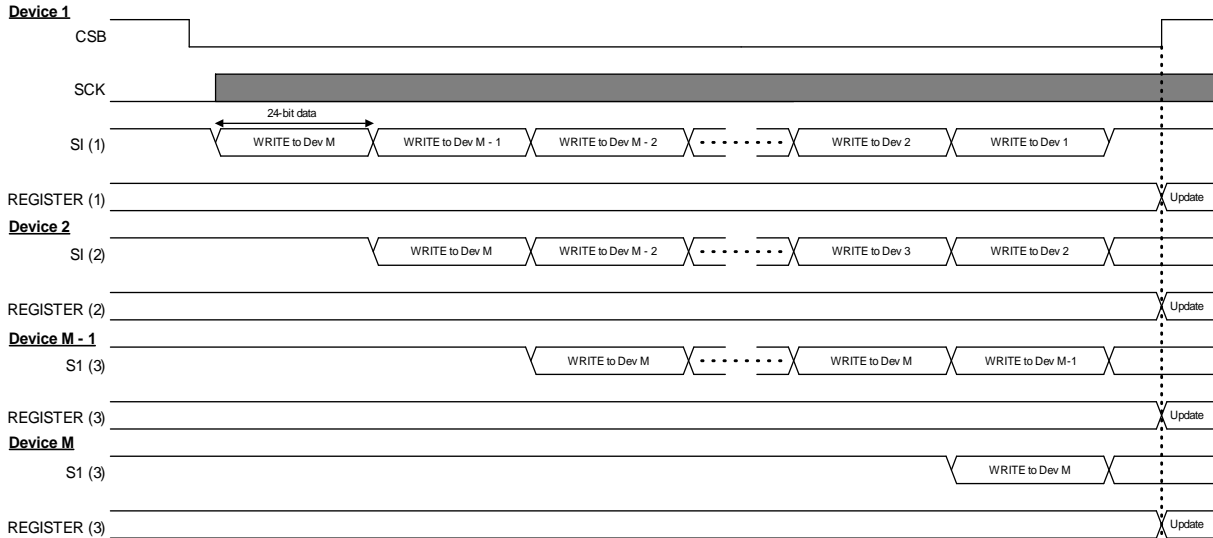 Device 1
CSB
SCK
24-bit data
SI (1) WRITE to Dev M WRITE to Dev M - 1 WRITE to Dev M - 2 WRITE to Dev 2 WRITE to Dev 1
REGISTER (1) Update
Device 2
SI (2) WRITE to Dev M WRITE to Dev M - 2 WRITE to Dev 3 WRITE to Dev 2
REGISTER (2) Update
Device M - 1
S1 (3) WRITE to Dev M WRITE to Dev M WRITE to Dev M-1
REGISTER (3) Update
Device M
S1 (3) WRITE to Dev M
REGISTER (3) Update